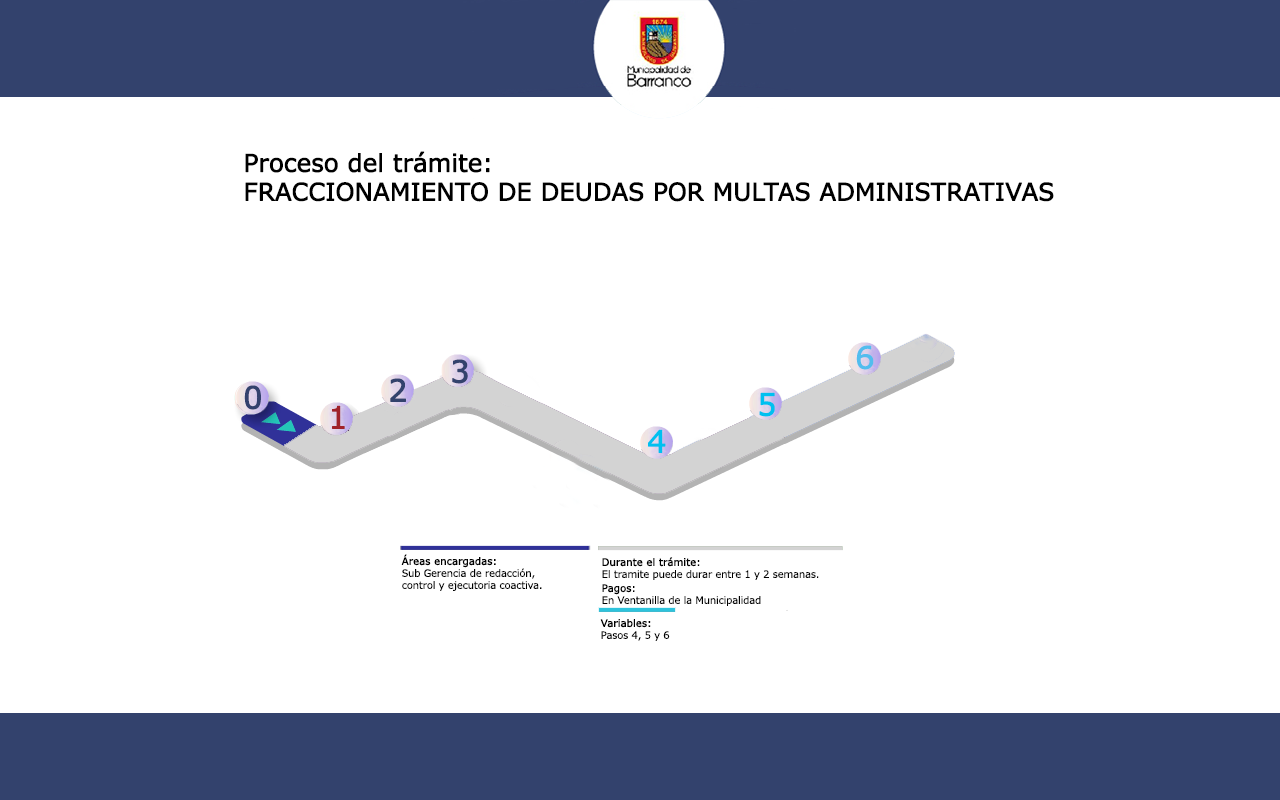 1874
Municipalidad de
Barranco
Proceso del trámite:
FRACCIONAMIENTO DE DEUDAS POR MULTAS ADMINISTRATIVAS
0
1
2
3
4
5
6
Áreas encargadas:
Sub Gerencia de redacción,
control y ejecutoria coactiva.
Durante el trámite:
El tramite puede durar entre 1 y 2 semanas.
Pagos:
En Ventanilla de la Municipalidad
Variables:
Pasos 4, 5 y 6